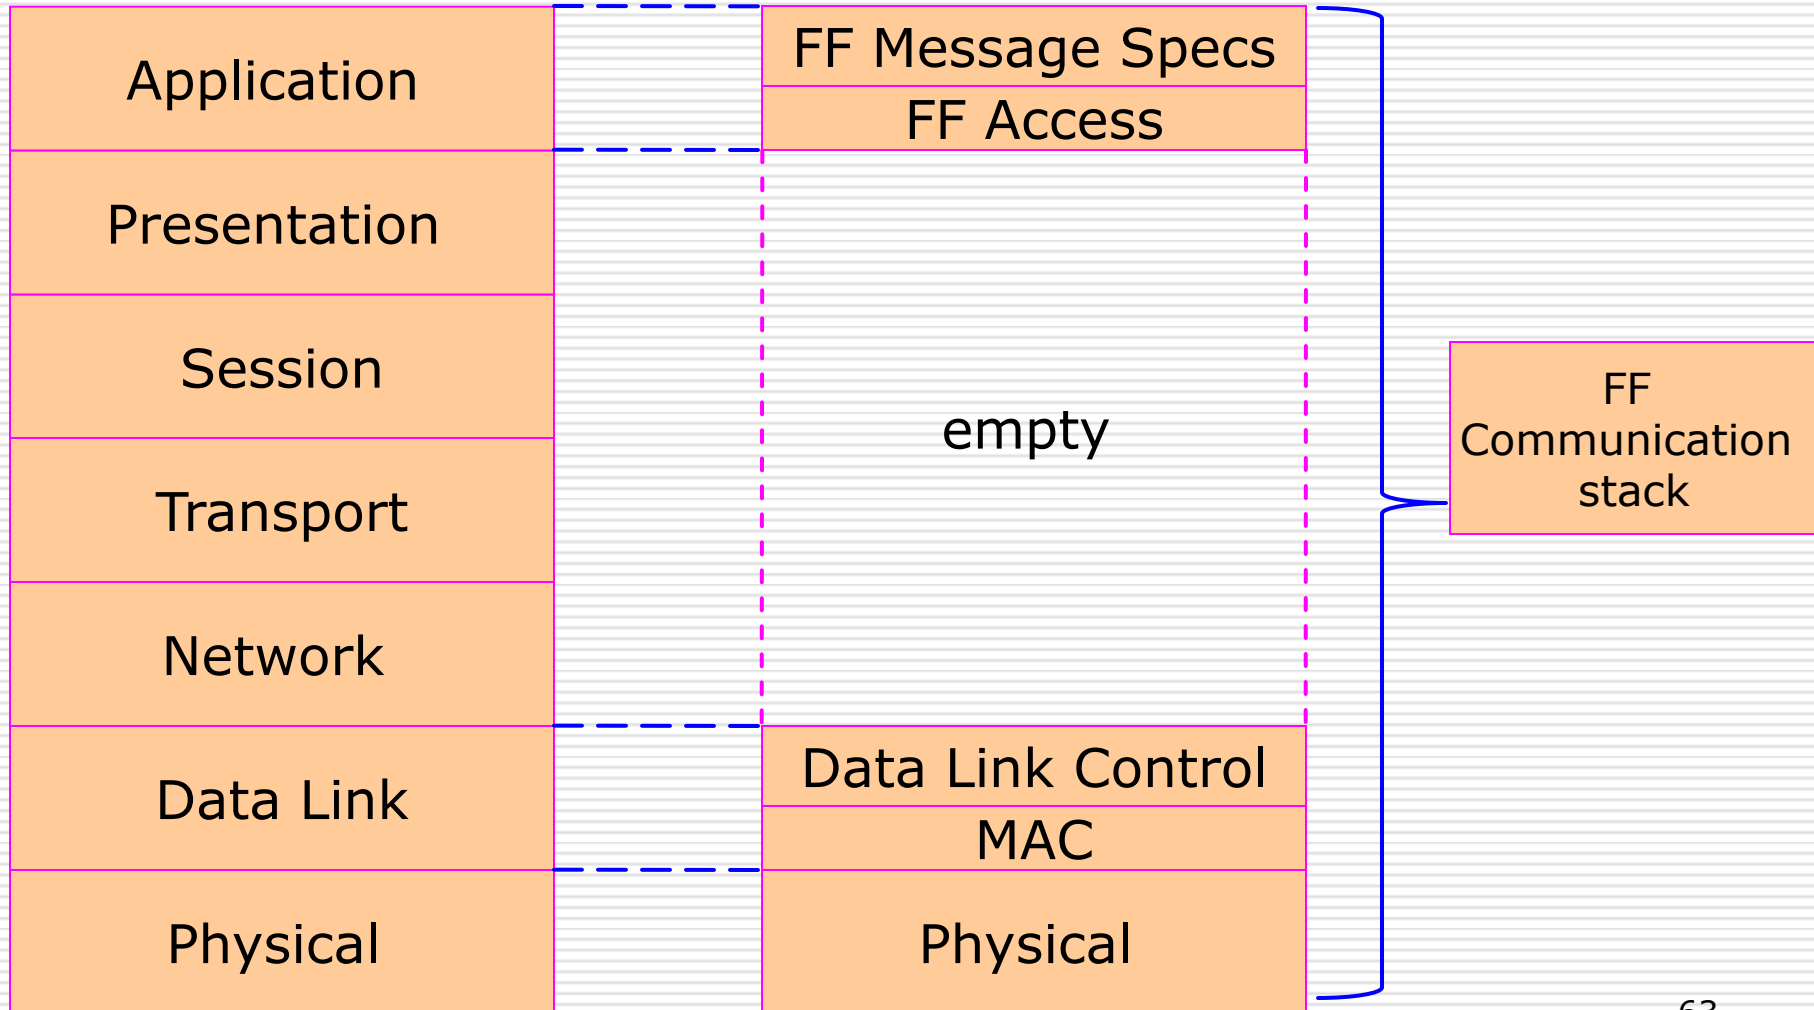 Application
Presentation
Session
Transport
Network
Data Link
Physical
FF Message Specs
FF Access
empty
Data Link Control
MAC
Physical
FF
Communication
stack
63